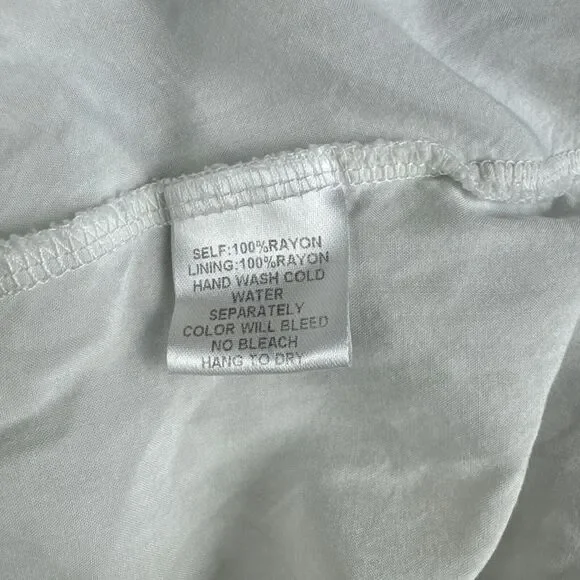 SELF:100%RAYON
LINING:100%RAYON
HAND WASH COLD
WATER
SEPARATELY
COLOR WILL BLEED
NO BLEACH
HANG TO DRY